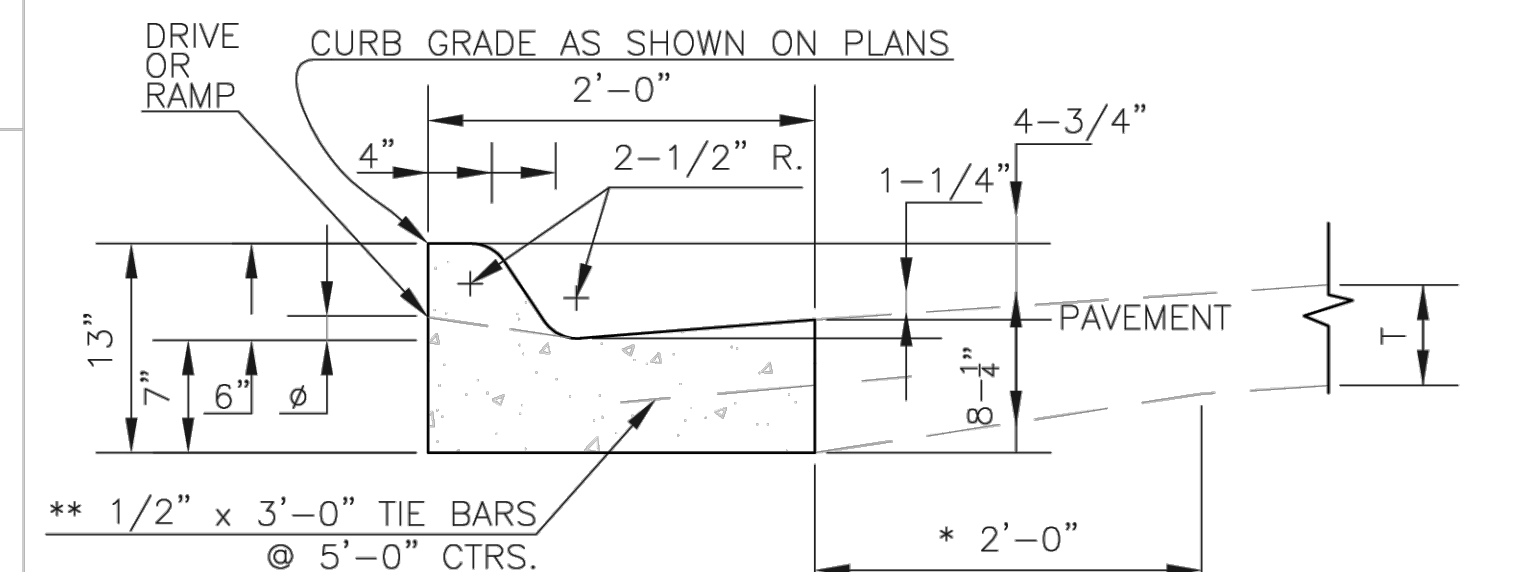 DRIVE
OR
RAMP
CURB GRADE AS SHOWN ON PLANS
2'-0"
4"
2-1/2" R.
4-3/4"
1-1/4"
13"
7"
6"
ø
PAVEMENT
8-1/4"
T
** 1/2" x 3'-0" TIE BARS
@ 5'-0" CTRS.
* 2'-0"